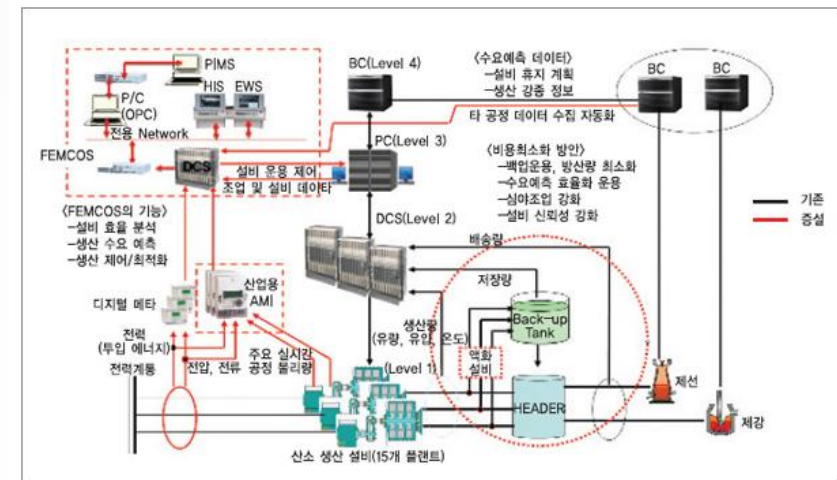 PIMS
HIS EWS
P/C
(OPC)
전용 Network
FEMCOS
DCS
설비 운용 제어
조업 및 설비 데이타
<FEMCOS의 기능>
-설비 효율 분석
-생산 수요 예측
-생산 제어/최적화
BC(Level 4)
PC(Level 3)
DCS(Level 2)
(Level 1)
<수요예측 데이터>
-설비 휴지 계획
-생산 강종 정보
타 공정 데이터 수집 자동화
BC
BC
<비용최소화 방안>
-백업운용, 방산량 최소화
-수요예측 효율화 운용
-심야조업 강화
-설비 신뢰성 강화
기존
증설
배송량
저장량
생산량
(유량, 유압, 온도)
Back-up
Tank
액화
설비
HEADER
제선
제강
디지털 메타
산업용
AMI
전력
(투입 에너지)
전력계통
전압, 전류
주요 실시간
공정 물리량
산소 생산 설비(15개 플랜트)